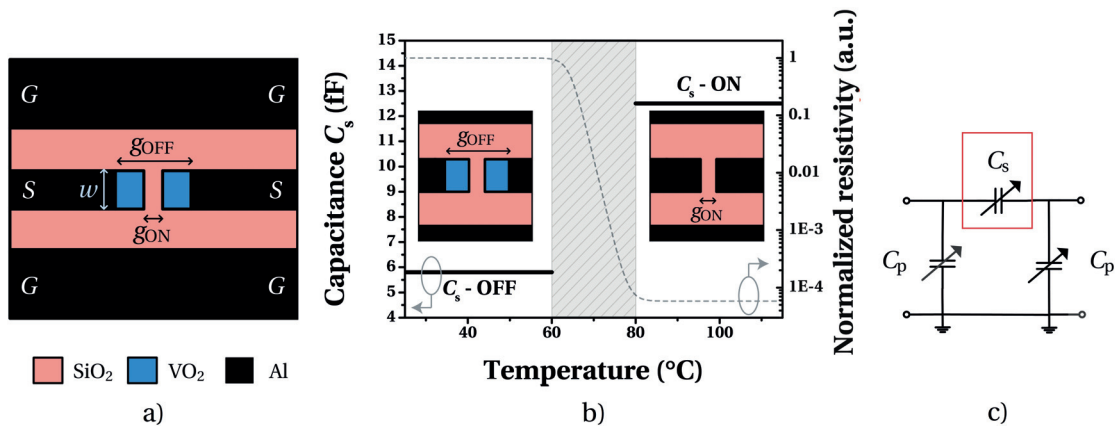 G G
gOFF
w
S S
gON
G G
SiO₂ VO₂ Al
a)
Capacitance Cs (fF)
15
14
13
12
11
10
9
8
7
6
5
4
Cs - ON
gOFF
gON
Cs - OFF
40 60 80 100
Temperature (°C)
1
0.1
0.01
1E-3
1E-4
Normalized resistivity (a.u.)
b)
Cs
Cp Cp
c)